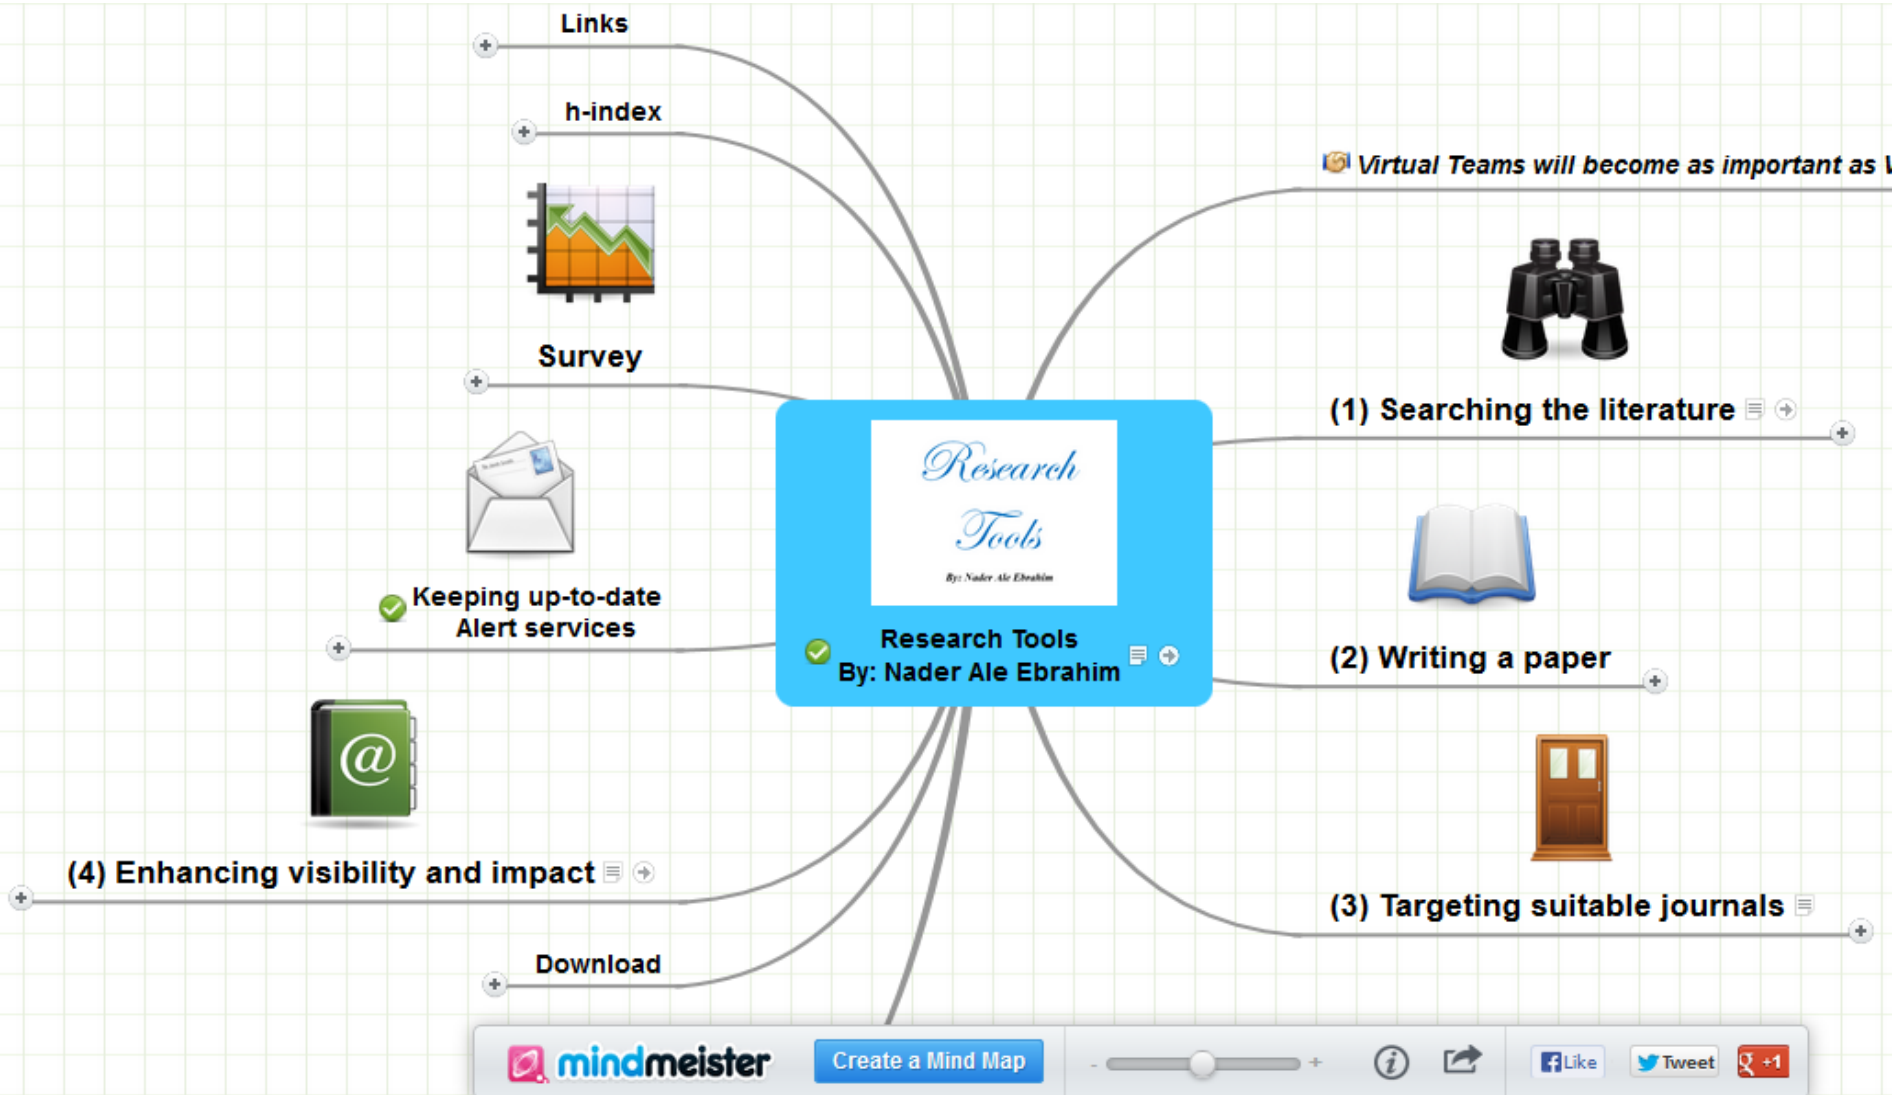 Links
h-index
Survey
Keeping up-to-date
Alert services
@
(4) Enhancing visibility and impact
Download
Research
Tools
By: Nader Ale Ebrahim
Research Tools
By: Nader Ale Ebrahim
Virtual Teams will become as important as
(1) Searching the literature
(2) Writing a paper
(3) Targeting suitable journals
mindmeister
Create a Mind Map
- +
i
f Like
Tweet
g +1